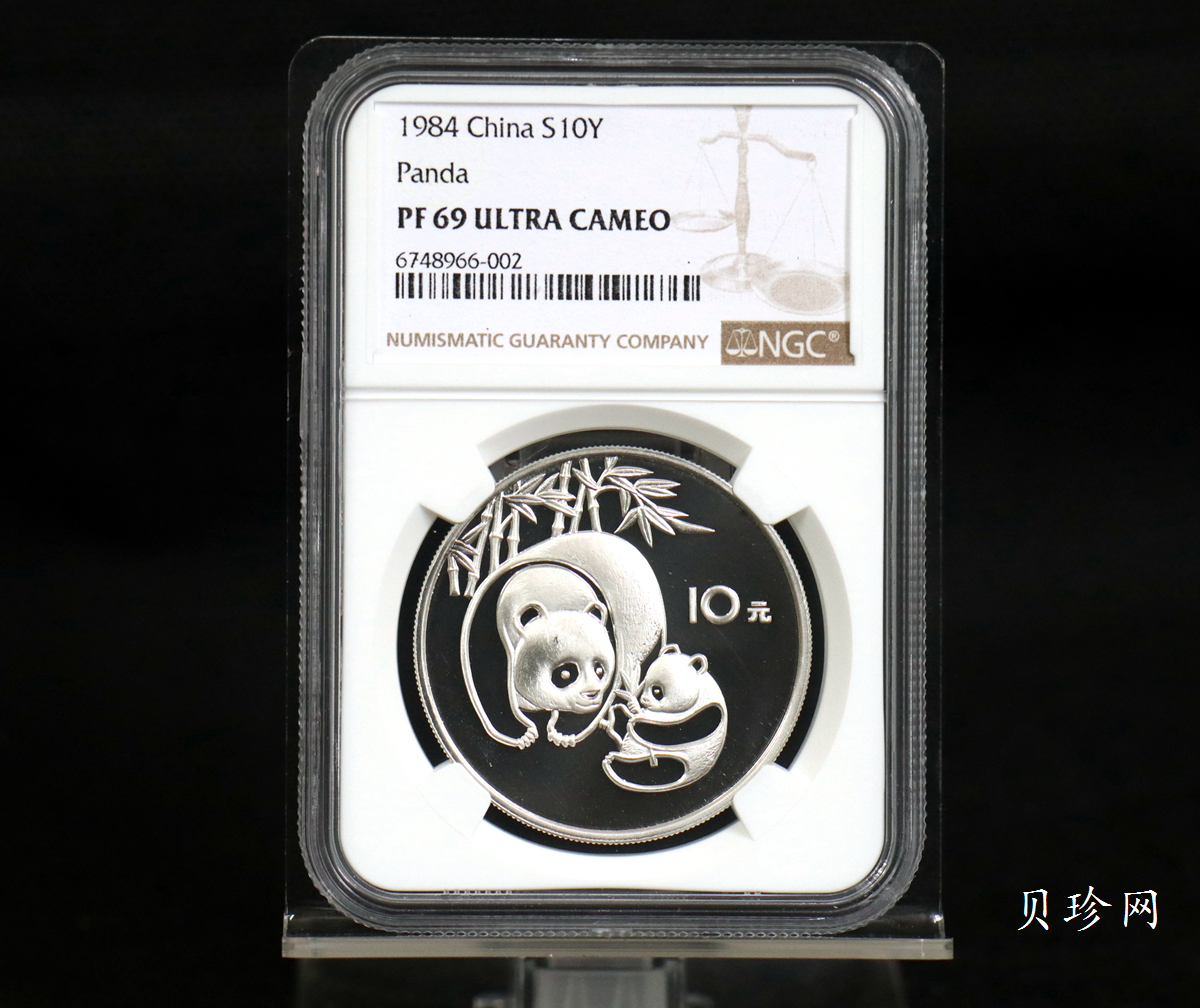 1984 China S10Y
Panda
PF 69 ULTRA CAMEO
6748966-002
NUMISMATIC GUARANTY COMPANY
NGC®
10元
贝珍网